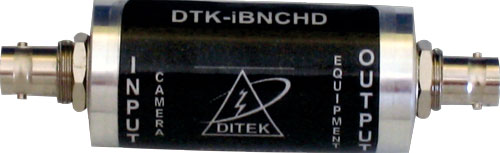 DTK-iBNCHD
INPUT
CAMERA
DITEK
EQUIPMENT
OUTPUT